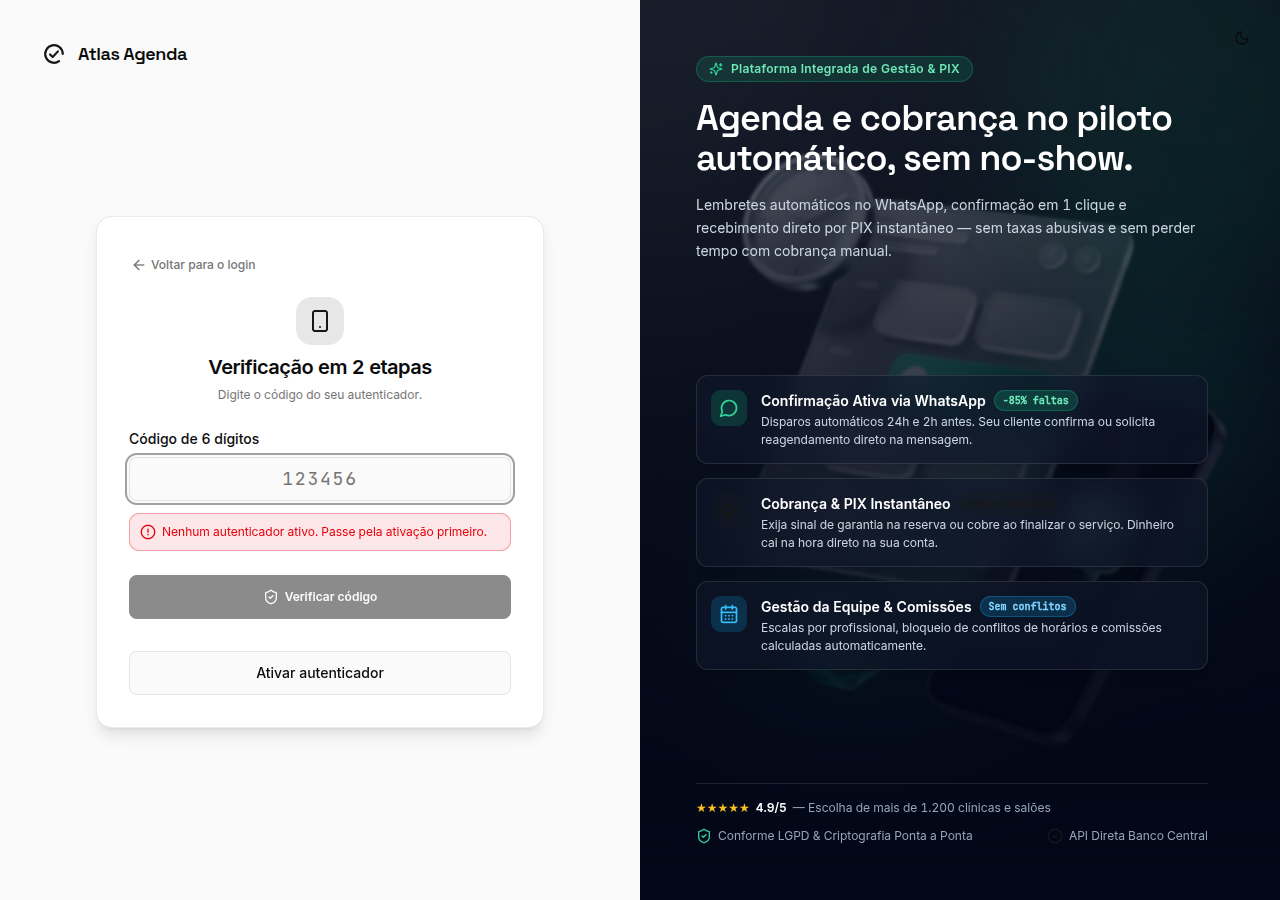 Atlas Agenda
Voltar para o login
Verificação em 2 etapas
Digite o código do seu autenticador.
Código de 6 dígitos
123456
Nenhum autenticador ativo. Passe pela ativação primeiro.
Verificar código
Ativar autenticador
Plataforma Integrada de Gestão & PIX
Agenda e cobrança no piloto
automático, sem no-show.
Lembretes automáticos no WhatsApp, confirmação em 1 clique e
recebimento direto por PIX instantâneo — sem taxas abusivas e sem perder
tempo com cobrança manual.
Confirmação Ativa via WhatsApp -85% faltas
Disparos automáticos 24h e 2h antes. Seu cliente confirma ou solicita
reagendamento direto na mensagem.
Cobrança & PIX Instantâneo
Exija sinal de garantia na reserva ou cobre ao finalizar o serviço. Dinheiro
cai na hora direto na sua conta.
Gestão da Equipe & Comissões Sem conflitos
Escalas por profissional, bloqueio de conflitos de horários e comissões
calculadas automaticamente.
★★★★★ 4.9/5 — Escolha de mais de 1.200 clínicas e salões
Conforme LGPD & Criptografia Ponta a Ponta
API Direta Banco Central